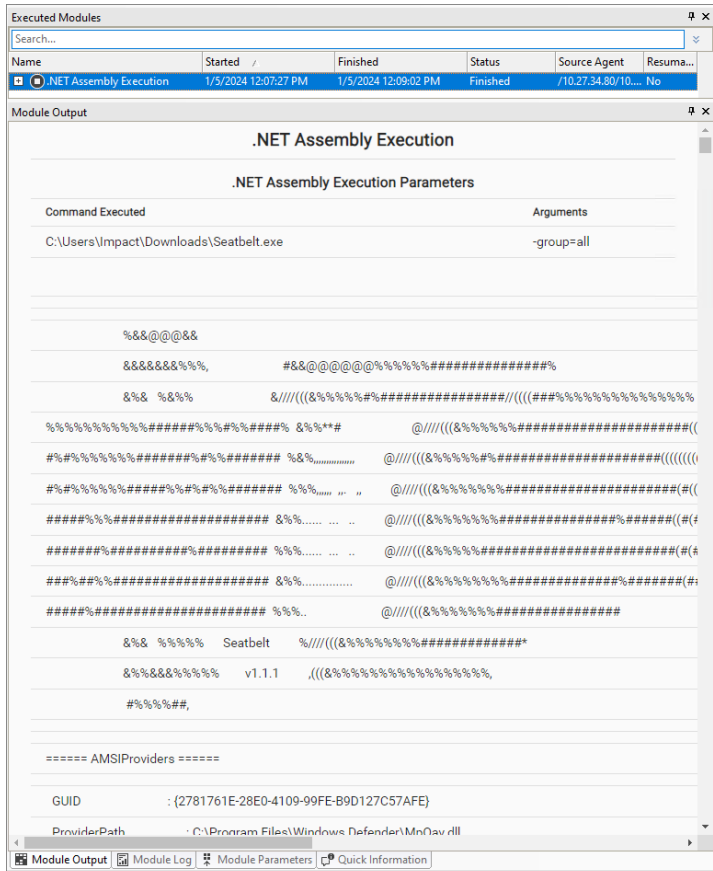 Executed Modules
Search...
Name Started / Finished Status Source Agent Resuma...
.NET Assembly Execution 1/5/2024 12:07:27 PM 1/5/2024 12:09:02 PM Finished /10.27.34.80/10.... No
Module Output
.NET Assembly Execution
.NET Assembly Execution Parameters
Command Executed Arguments
C:\Users\Impact\Downloads\Seatbelt.exe -group=all
%&&@@@&&
&&&&&&&%%%, #&&@@@@@@%%%%%%###############%
&%& %&%% &////(((&%%%%%#%################//((((###%%%%%%%%%%%%%%%
%%%%%%%%%%%######%%%#%%####% &%%**# @////(((&%%%%%%######################((
#%#%%%%%%%#######%#%%####### %&%,,,,,,,,,,,,,,,, @////(((&%%%%%#%#####################((((((((
#%#%%%%%%#####%%#%#%%####### %%%,,,,,, ,,. ,, @////(((&%%%%%%%######################(#((
#####%%%#################### &%%...... ... .. @////(((&%%%%%%%###############%######((#(#
#######%##########%######### %%%...... ... .. @////(((&%%%%%#########################(#(#
###%##%%#################### &%%............... @////(((&%%%%%%%%##############%#######(##
#####%###################### %%%.. @////(((&%%%%%%%################
&%& %%%%% Seatbelt %////(((&%%%%%%%%#############*
&%%&&&%%%%% v1.1.1 ,(((&%%%%%%%%%%%%%%%%%,
#%%%%##,
====== AMSIProviders ======
GUID : {2781761E-28E0-4109-99FE-B9D127C57AFE}
ProviderPath : C:\Program Files\Windows Defender\MpOav.dll
Module Output Module Log Module Parameters Quick Information